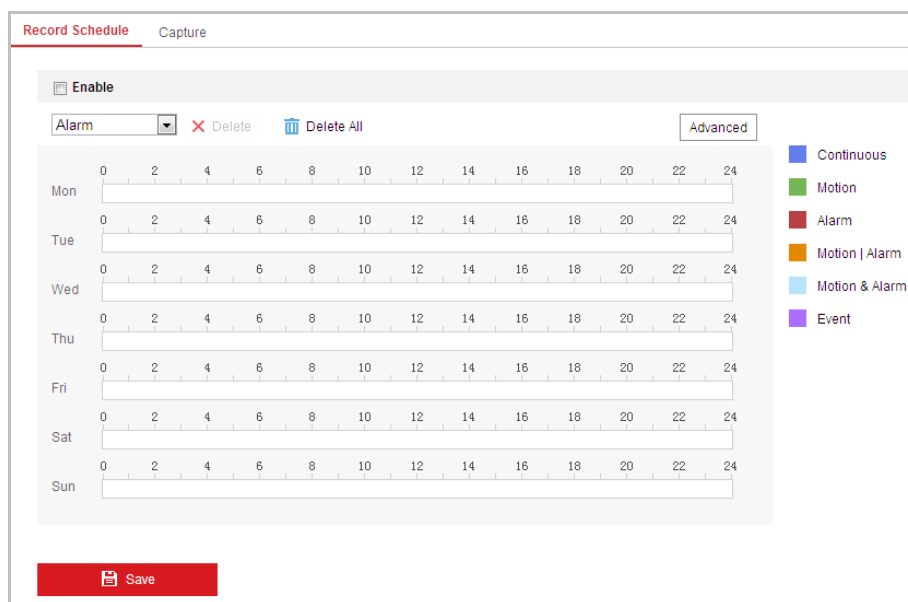 Record Schedule Capture
Enable
Alarm Delete Delete All Advanced
Continuous
Motion
Alarm
Motion | Alarm
Motion & Alarm
Event
0 2 4 6 8 10 12 14 16 18 20 22 24
Mon
0 2 4 6 8 10 12 14 16 18 20 22 24
Tue
0 2 4 6 8 10 12 14 16 18 20 22 24
Wed
0 2 4 6 8 10 12 14 16 18 20 22 24
Thu
0 2 4 6 8 10 12 14 16 18 20 22 24
Fri
0 2 4 6 8 10 12 14 16 18 20 22 24
Sat
0 2 4 6 8 10 12 14 16 18 20 22 24
Sun
Save